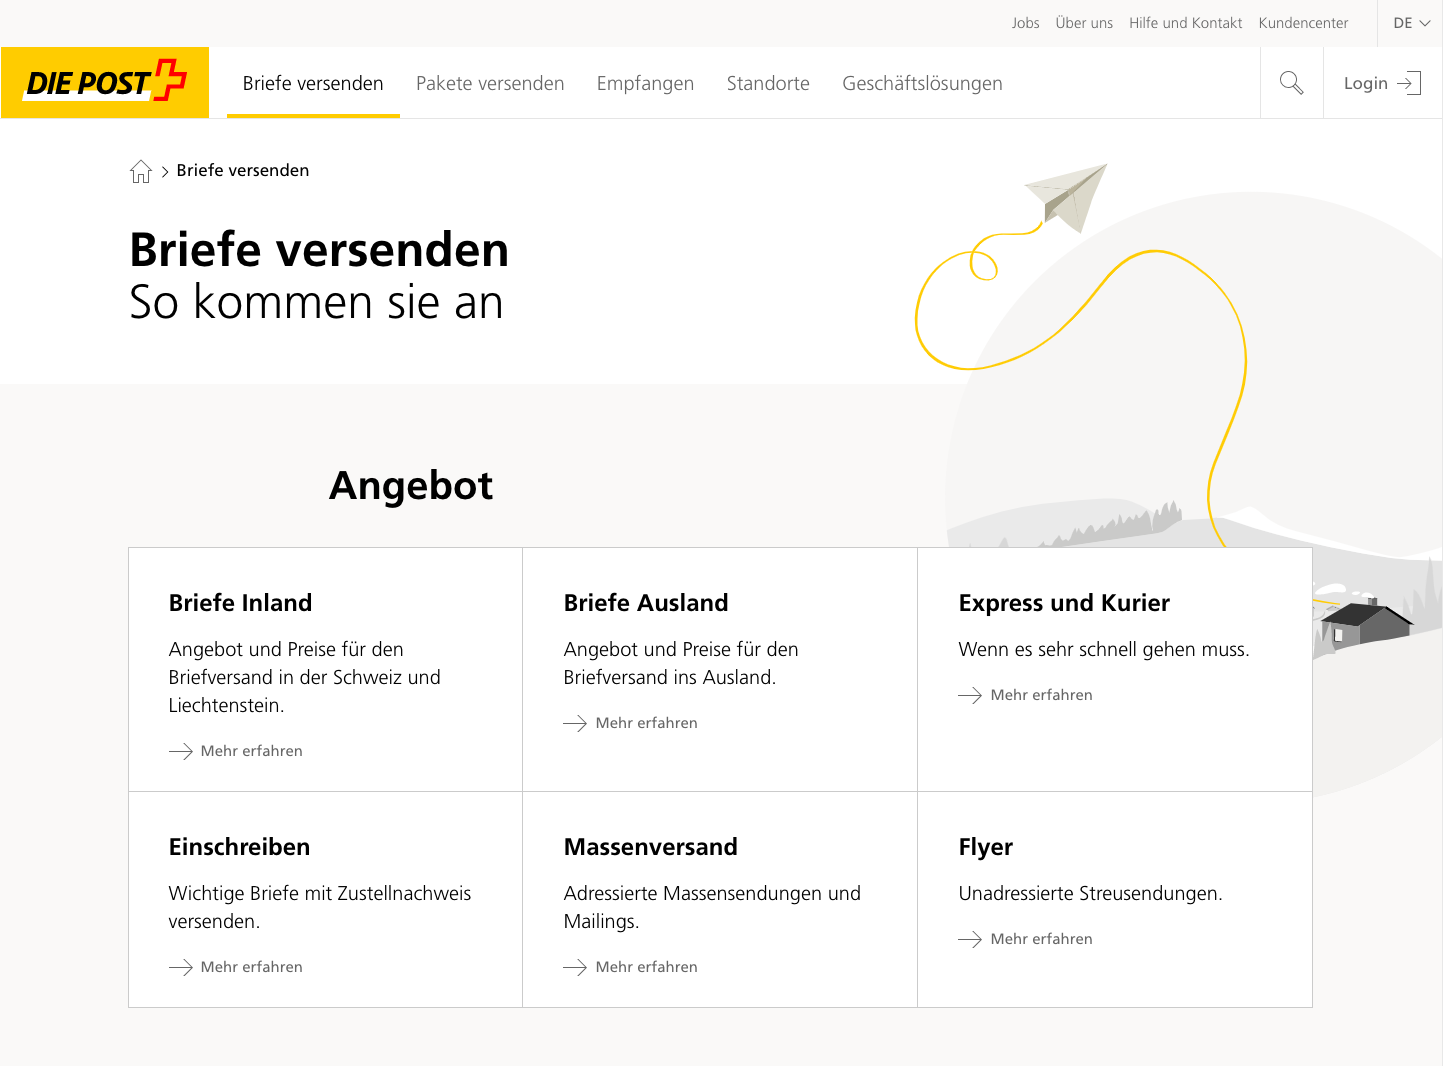 Jobs Über uns Hilfe und Kontakt Kundencenter DE
DIE POST Briefe versenden Pakete versenden Empfangen Standorte Geschäftslösungen Login
Briefe versenden
Briefe versenden
So kommen sie an
Angebot
Briefe Inland
Angebot und Preise für den
Briefversand in der Schweiz und
Liechtenstein.
Mehr erfahren
Briefe Ausland
Angebot und Preise für den
Briefversand ins Ausland.
Mehr erfahren
Express und Kurier
Wenn es sehr schnell gehen muss.
Mehr erfahren
Einschreiben
Wichtige Briefe mit Zustellnachweis
versenden.
Mehr erfahren
Massenversand
Adressierte Massensendungen und
Mailings.
Mehr erfahren
Flyer
Unadressierte Streusendungen.
Mehr erfahren